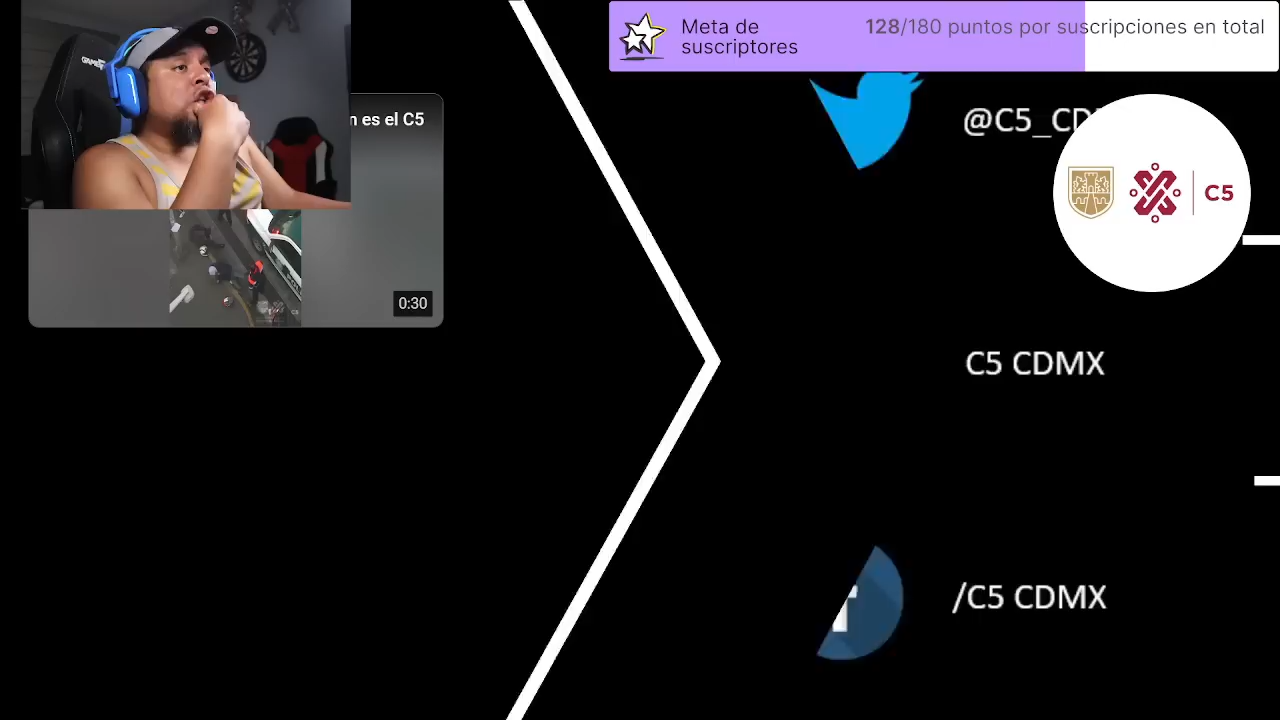 Meta de
suscriptores
128/180 puntos por suscripciones en total
es el C5
0:30
@C5_CD
C5
C5 CDMX
/C5 CDMX